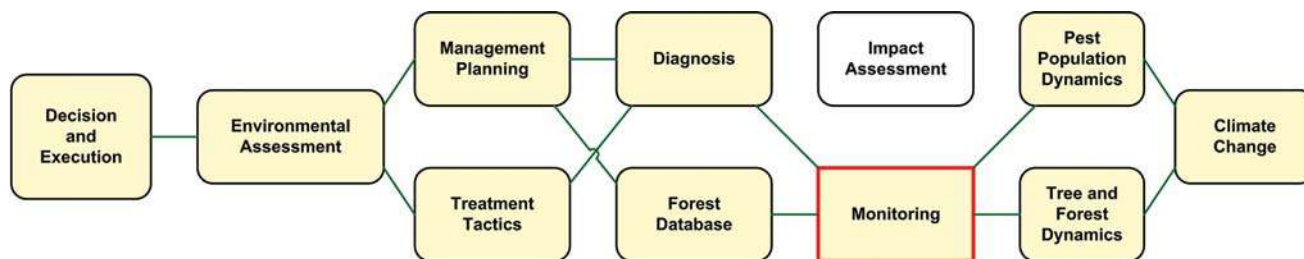 Decision
and
Execution
Environmental
Assessment
Management
Planning
Treatment
Tactics
Diagnosis
Forest
Database
Impact
Assessment
Monitoring
Pest
Population
Dynamics
Tree and
Forest
Dynamics
Climate
Change